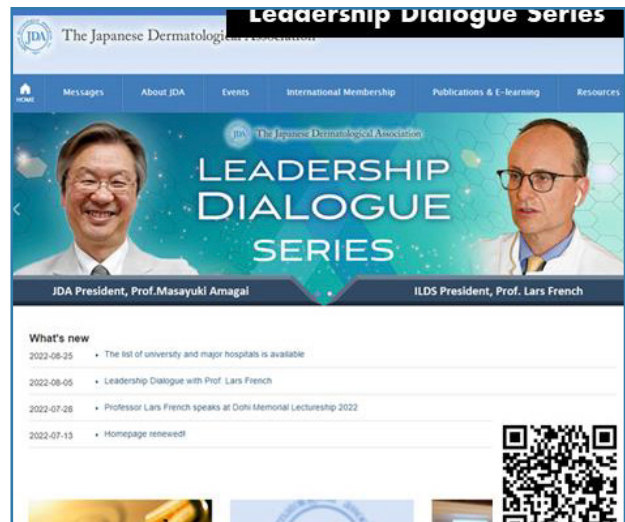 Leadership Dialogue Series
JDA The Japanese Dermatological Association
HOME Messages About JDA Events International Membership Publications & E-learning Resources
JDA The Japanese Dermatological Association
LEADERSHIP
DIALOGUE
SERIES
JDA President, Prof.Masayuki Amagai ILDS President, Prof. Lars French
What's new
2022-08-25 The list of university and major hospitals is available
2022-08-05 Leadership Dialogue with Prof. Lars French
2022-07-28 Professor Lars French speaks at Dohi Memorial Lectureship 2022
2022-07-13 Homepage renewed!!